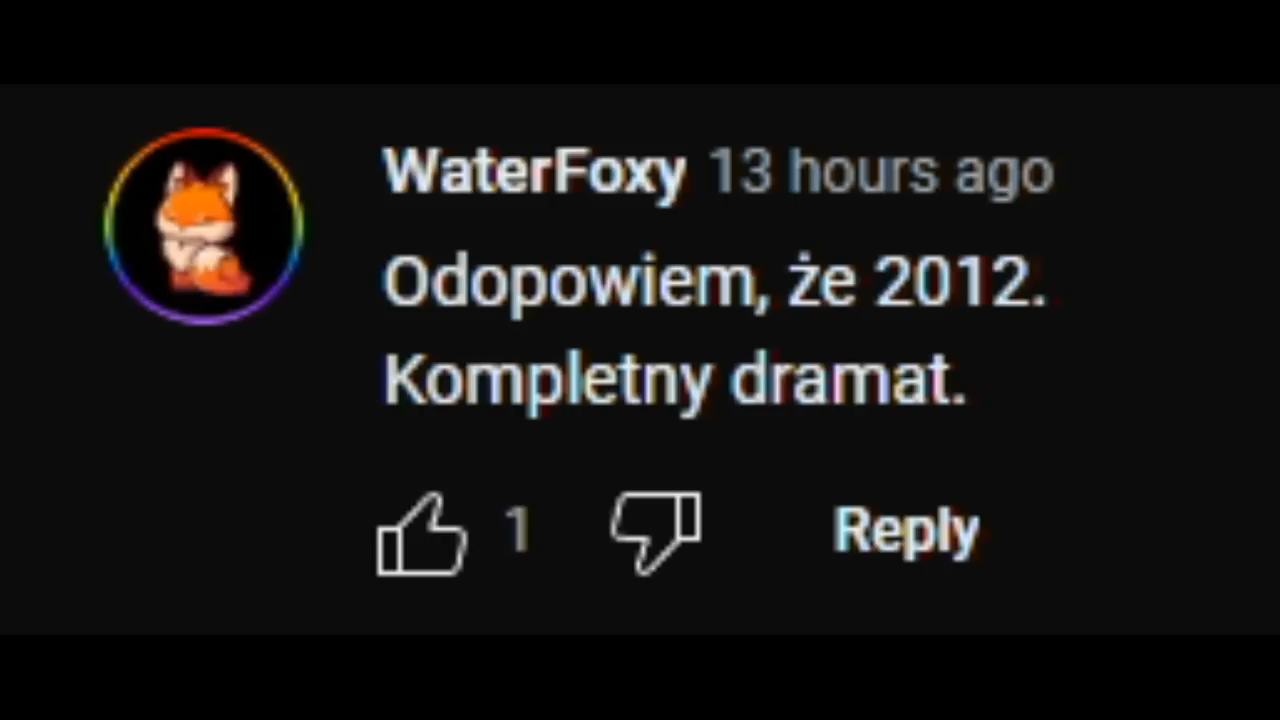 WaterFoxy 13 hours ago
Odopowiem, że 2012.
Kompletny dramat.
1 Reply